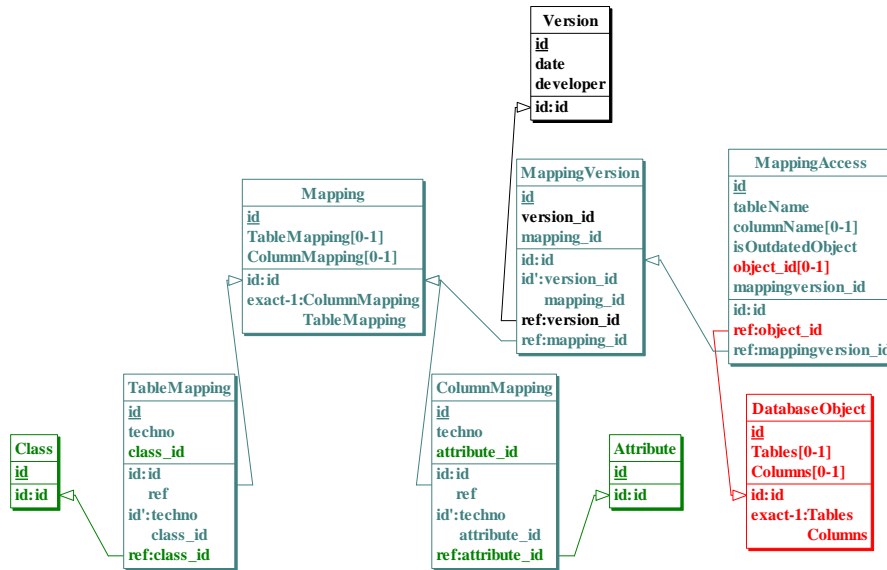 Version
id
date
developer
id:id
Mapping
id
TableMapping[0-1]
ColumnMapping[0-1]
id:id
exact-1:ColumnMapping
TableMapping
MappingVersion
id
version_id
mapping_id
id:id
id':version_id
mapping_id
ref:version_id
ref:mapping_id
MappingAccess
id
tableName
columnName[0-1]
isOutdatedObject
object_id[0-1]
mappingversion_id
id:id
ref:object_id
ref:mappingversion_id
Class
id
id:id
TableMapping
id
techno
class_id
id:id
ref
id':techno
class_id
ref:class_id
ColumnMapping
id
techno
attribute_id
id:id
ref
id':techno
attribute_id
ref:attribute_id
Attribute
id
id:id
DatabaseObject
id
Tables[0-1]
Columns[0-1]
id:id
exact-1:Tables
Columns